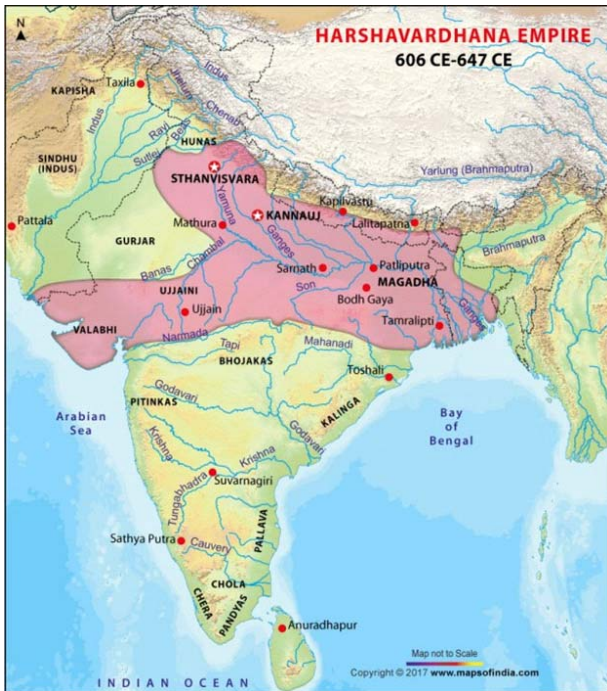 N
HARSHAVARDHANA EMPIRE
606 CE-647 CE
Indus
Taxila
KAPISHA
Jhelum
Chenab
Indus
Ravi
Beas
HUNAS
Sutlej
SINDHU
(INDUS)
STHANVISVARA
Yarlung (Brahmaputra)
Yamuna
KANNAUJ
Kapilvastu
Lalitapatna
Pattala
Mathura
Ganges
GURJAR
Chambal
Brahmaputra
Banas
Sarnath
Patliputra
MAGADHA
UJJAINI
Son
Bodh Gaya
Ujjain
Ganges
Tamralipti
VALABHI
Narmada
Tapi
Mahanadi
BHOJAKAS
Toshali
Godavari
PITINKAS
KALINGA
Arabian
Sea
Bay
of
Bengal
Godavari
Krishna
Krishna
Suvarnagiri
Tungabhadra
PALLAVA
Sathya Putra
Cauvery
CHOLA
CHERA
PANDYAS
Anuradhapur
Map not to Scale
Copyright © 2017 www.mapsofindia.com
INDIAN OCEAN